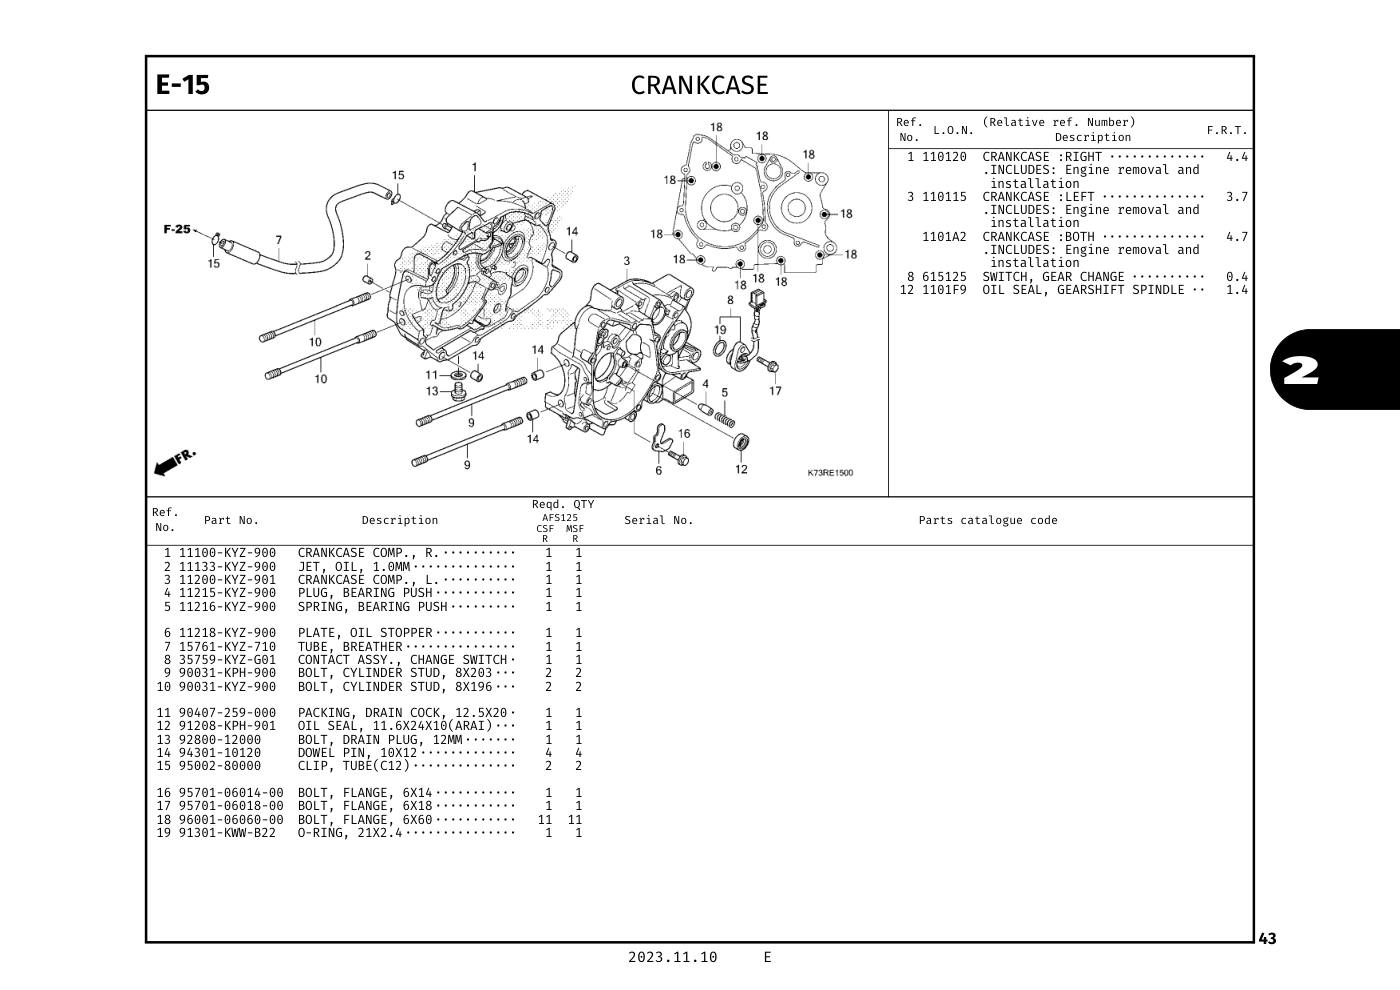 E-15
CRANKCASE
18
18
18
18
18
18
18
18
18
18
18
1
15
F-25
7
15
2
14
3
10
10
14
11
13
14
9
14
9
8
19
17
4
5
16
6
12
FR.
K73RE1500
Ref. No. L.O.N. (Relative ref. Number) Description F.R.T.
1 110120 CRANKCASE :RIGHT ············· 4.4
.INCLUDES: Engine removal and
installation
3 110115 CRANKCASE :LEFT ·············· 3.7
.INCLUDES: Engine removal and
installation
1101A2 CRANKCASE :BOTH ·············· 4.7
.INCLUDES: Engine removal and
installation
8 615125 SWITCH, GEAR CHANGE ·········· 0.4
12 1101F9 OIL SEAL, GEARSHIFT SPINDLE ·· 1.4
2
Ref. No. Part No. Description Reqd. QTY Serial No. Parts catalogue code
AFS125
CSF MSF
R R
1 11100-KYZ-900 CRANKCASE COMP., R.·········· 1 1
2 11133-KYZ-900 JET, OIL, 1.0MM·············· 1 1
3 11200-KYZ-901 CRANKCASE COMP., L.·········· 1 1
4 11215-KYZ-900 PLUG, BEARING PUSH··········· 1 1
5 11216-KYZ-900 SPRING, BEARING PUSH········· 1 1
6 11218-KYZ-900 PLATE, OIL STOPPER··········· 1 1
7 15761-KYZ-710 TUBE, BREATHER··············· 1 1
8 35759-KYZ-G01 CONTACT ASSY., CHANGE SWITCH· 1 1
9 90031-KPH-900 BOLT, CYLINDER STUD, 8X203··· 2 2
10 90031-KYZ-900 BOLT, CYLINDER STUD, 8X196··· 2 2
11 90407-259-000 PACKING, DRAIN COCK, 12.5X20· 1 1
12 91208-KPH-901 OIL SEAL, 11.6X24X10(ARAI)··· 1 1
13 92800-12000 BOLT, DRAIN PLUG, 12MM······· 1 1
14 94301-10120 DOWEL PIN, 10X12············· 4 4
15 95002-80000 CLIP, TUBE(C12)·············· 2 2
16 95701-06014-00 BOLT, FLANGE, 6X14··········· 1 1
17 95701-06018-00 BOLT, FLANGE, 6X18··········· 1 1
18 96001-06060-00 BOLT, FLANGE, 6X60··········· 11 11
19 91301-KWW-B22 O-RING, 21X2.4··············· 1 1
43
2023.11.10 E